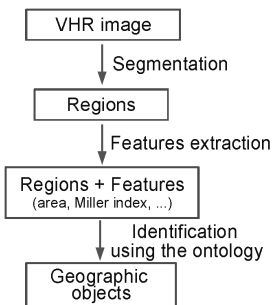 VHR image
Segmentation
Regions
Features extraction
Regions + Features
(area, Miller index, ...)
Identification
using the ontology
Geographic
objects